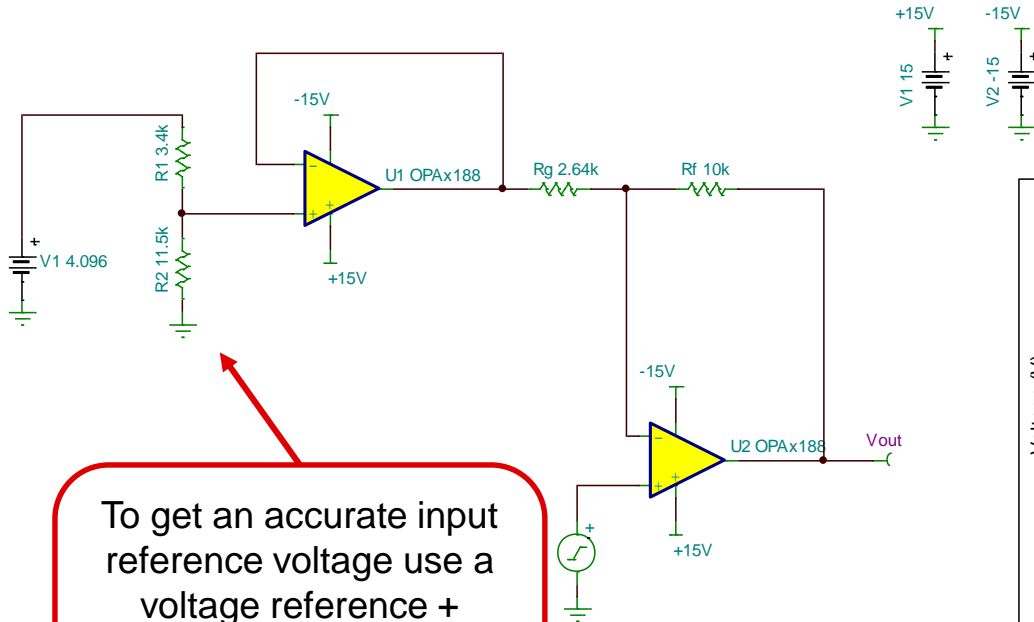 +15V
-15V
V1 15
V2 -15
-15V
R1 3.4k
U1 OPAx188
Rg 2.64k
Rf 10k
V1 4.096
R2 11.5k
+15V
-15V
U2 OPAx188
Vout
+15V
To get an accurate input
reference voltage use a
voltage reference +